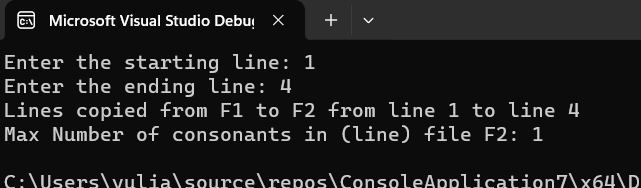 Microsoft Visual Studio Debu
Enter the starting line: 1
Enter the ending line: 4
Lines copied from F1 to F2 from line 1 to line 4
Max Number of consonants in (line) file F2: 1
C:\Users\yulia\source\repos\ConsoleApplication7\x64\D